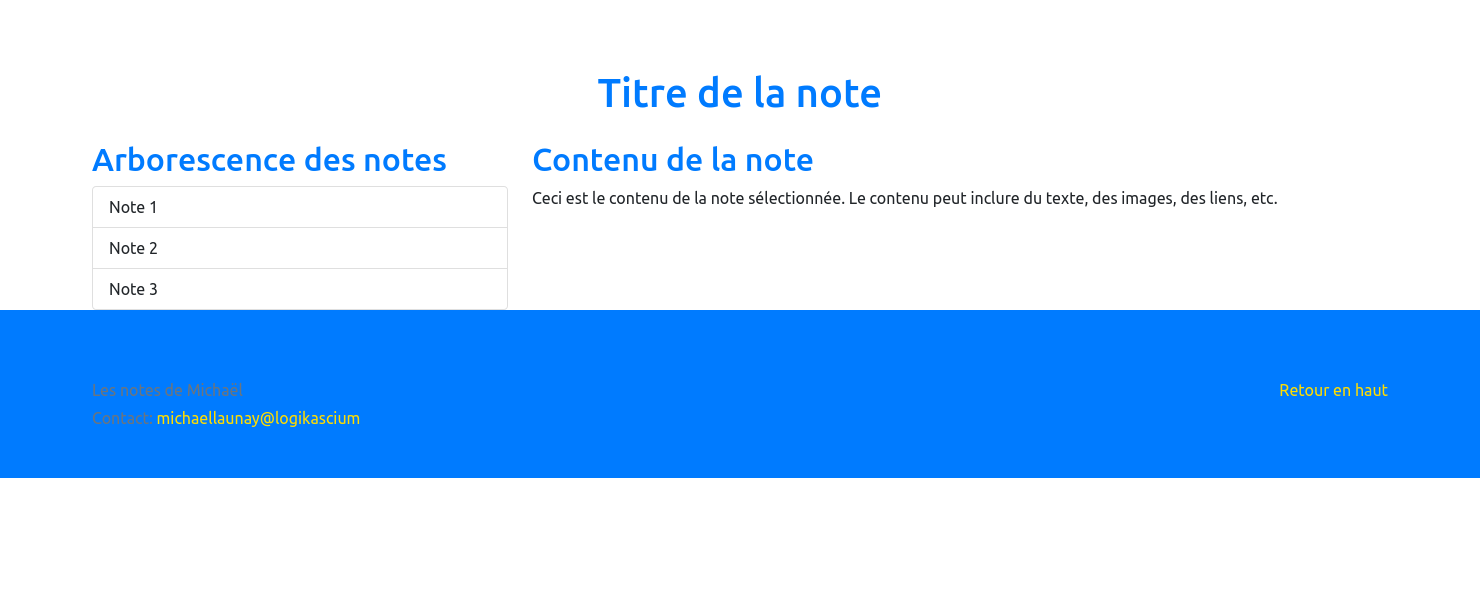 Titre de la note
Arborescence des notes
Note 1
Note 2
Note 3
Contenu de la note
Ceci est le contenu de la note sélectionnée. Le contenu peut inclure du texte, des images, des liens, etc.
Les notes de Michaël
Contact: michaellaunay@logikascium
Retour en haut